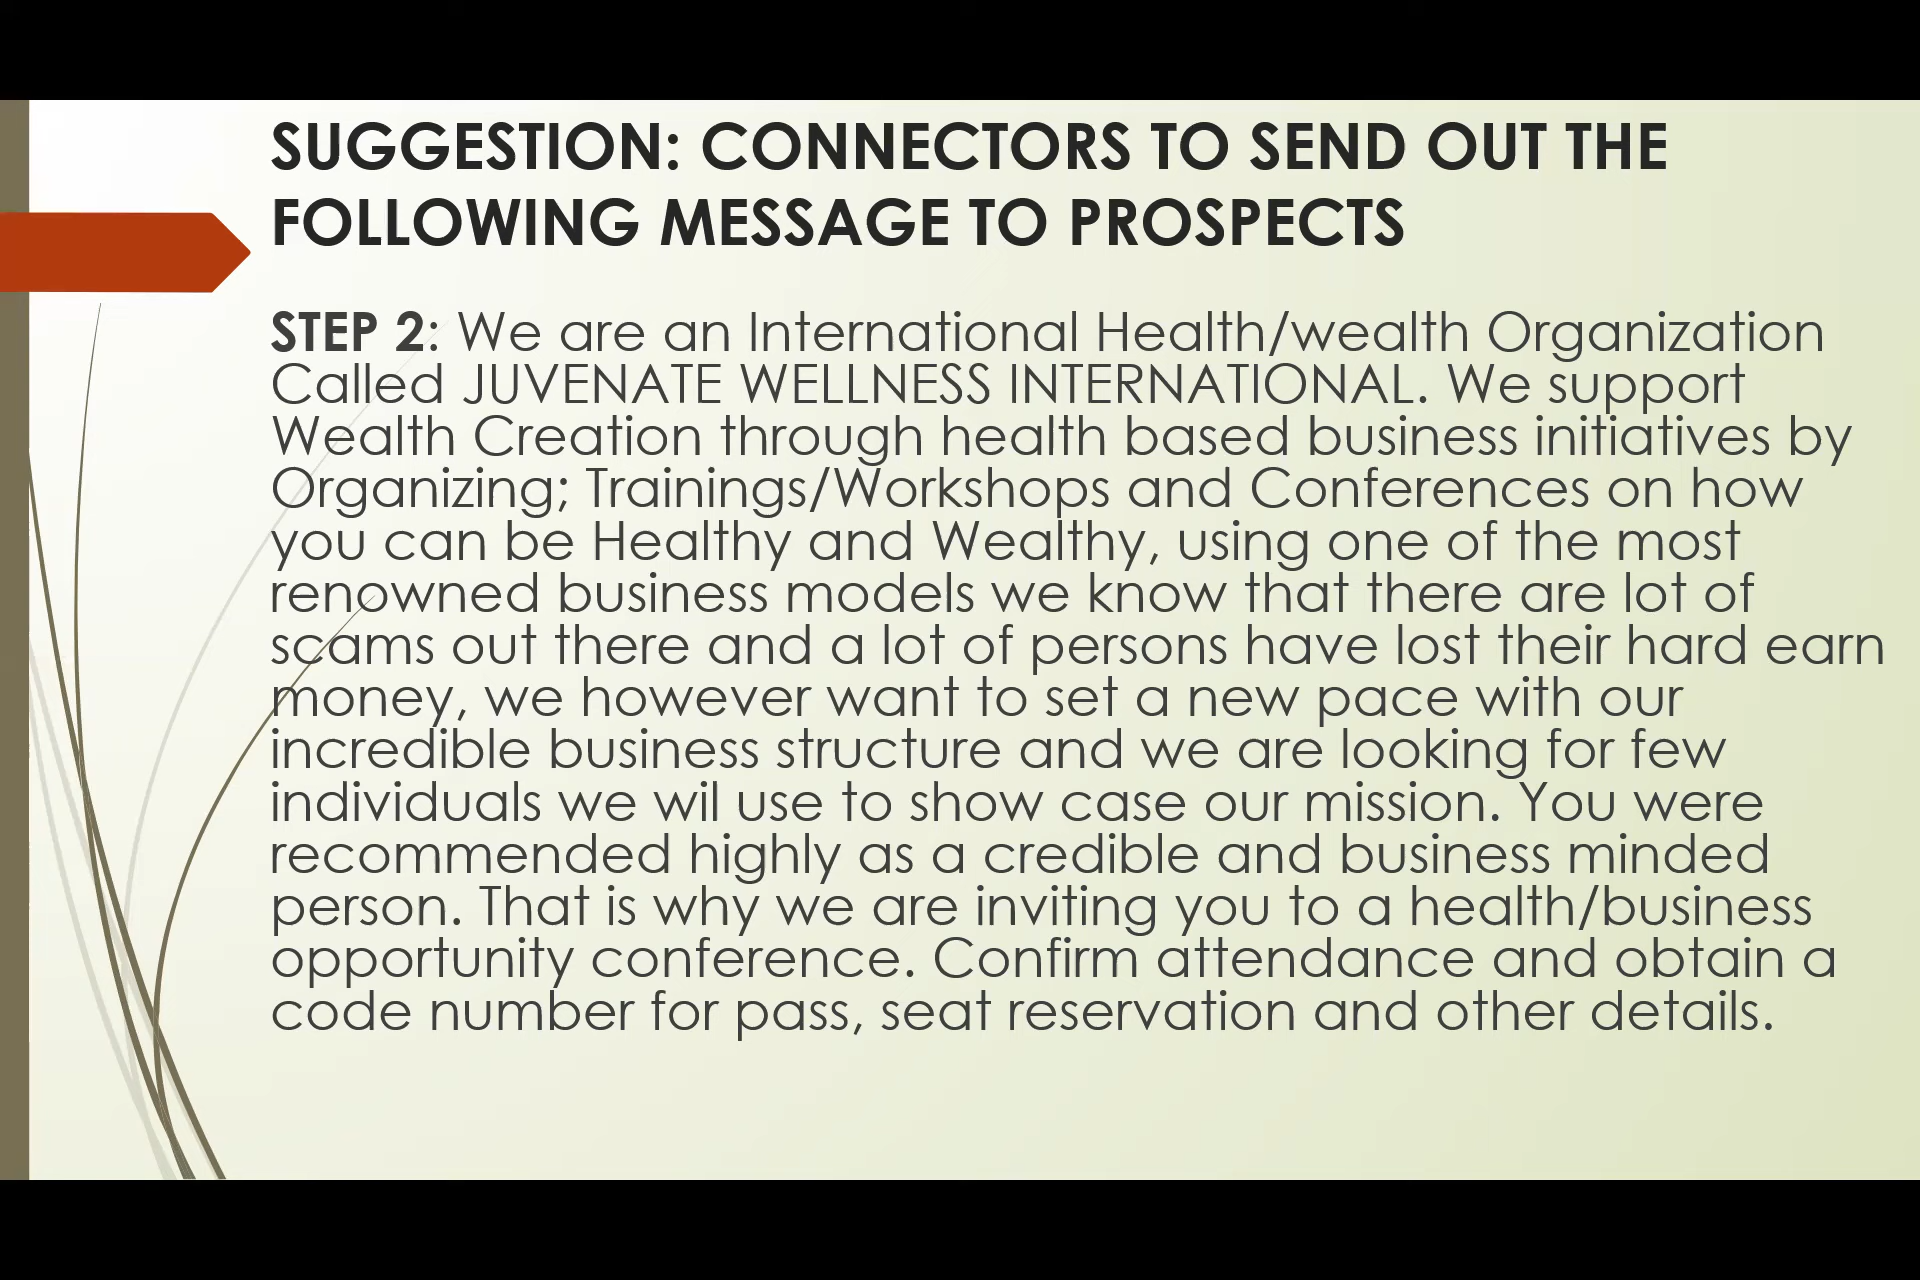 SUGGESTION: CONNECTORS TO SEND OUT THE
FOLLOWING MESSAGE TO PROSPECTS
STEP 2: We are an International Health/wealth Organization
Called JUVENATE WELLNESS INTERNATIONAL. We support
Wealth Creation through health based business initiatives by
Organizing; Trainings/Workshops and Conferences on how
you can be Healthy and Wealthy, using one of the most
renowned business models we know that there are lot of
scams out there and a lot of persons have lost their hard earn
money, we however want to set a new pace with our
incredible business structure and we are looking for few
individuals we wil use to show case our mission. You were
recommended highly as a credible and business minded
person. That is why we are inviting you to a health/business
opportunity conference. Confirm attendance and obtain a
code number for pass, seat reservation and other details.